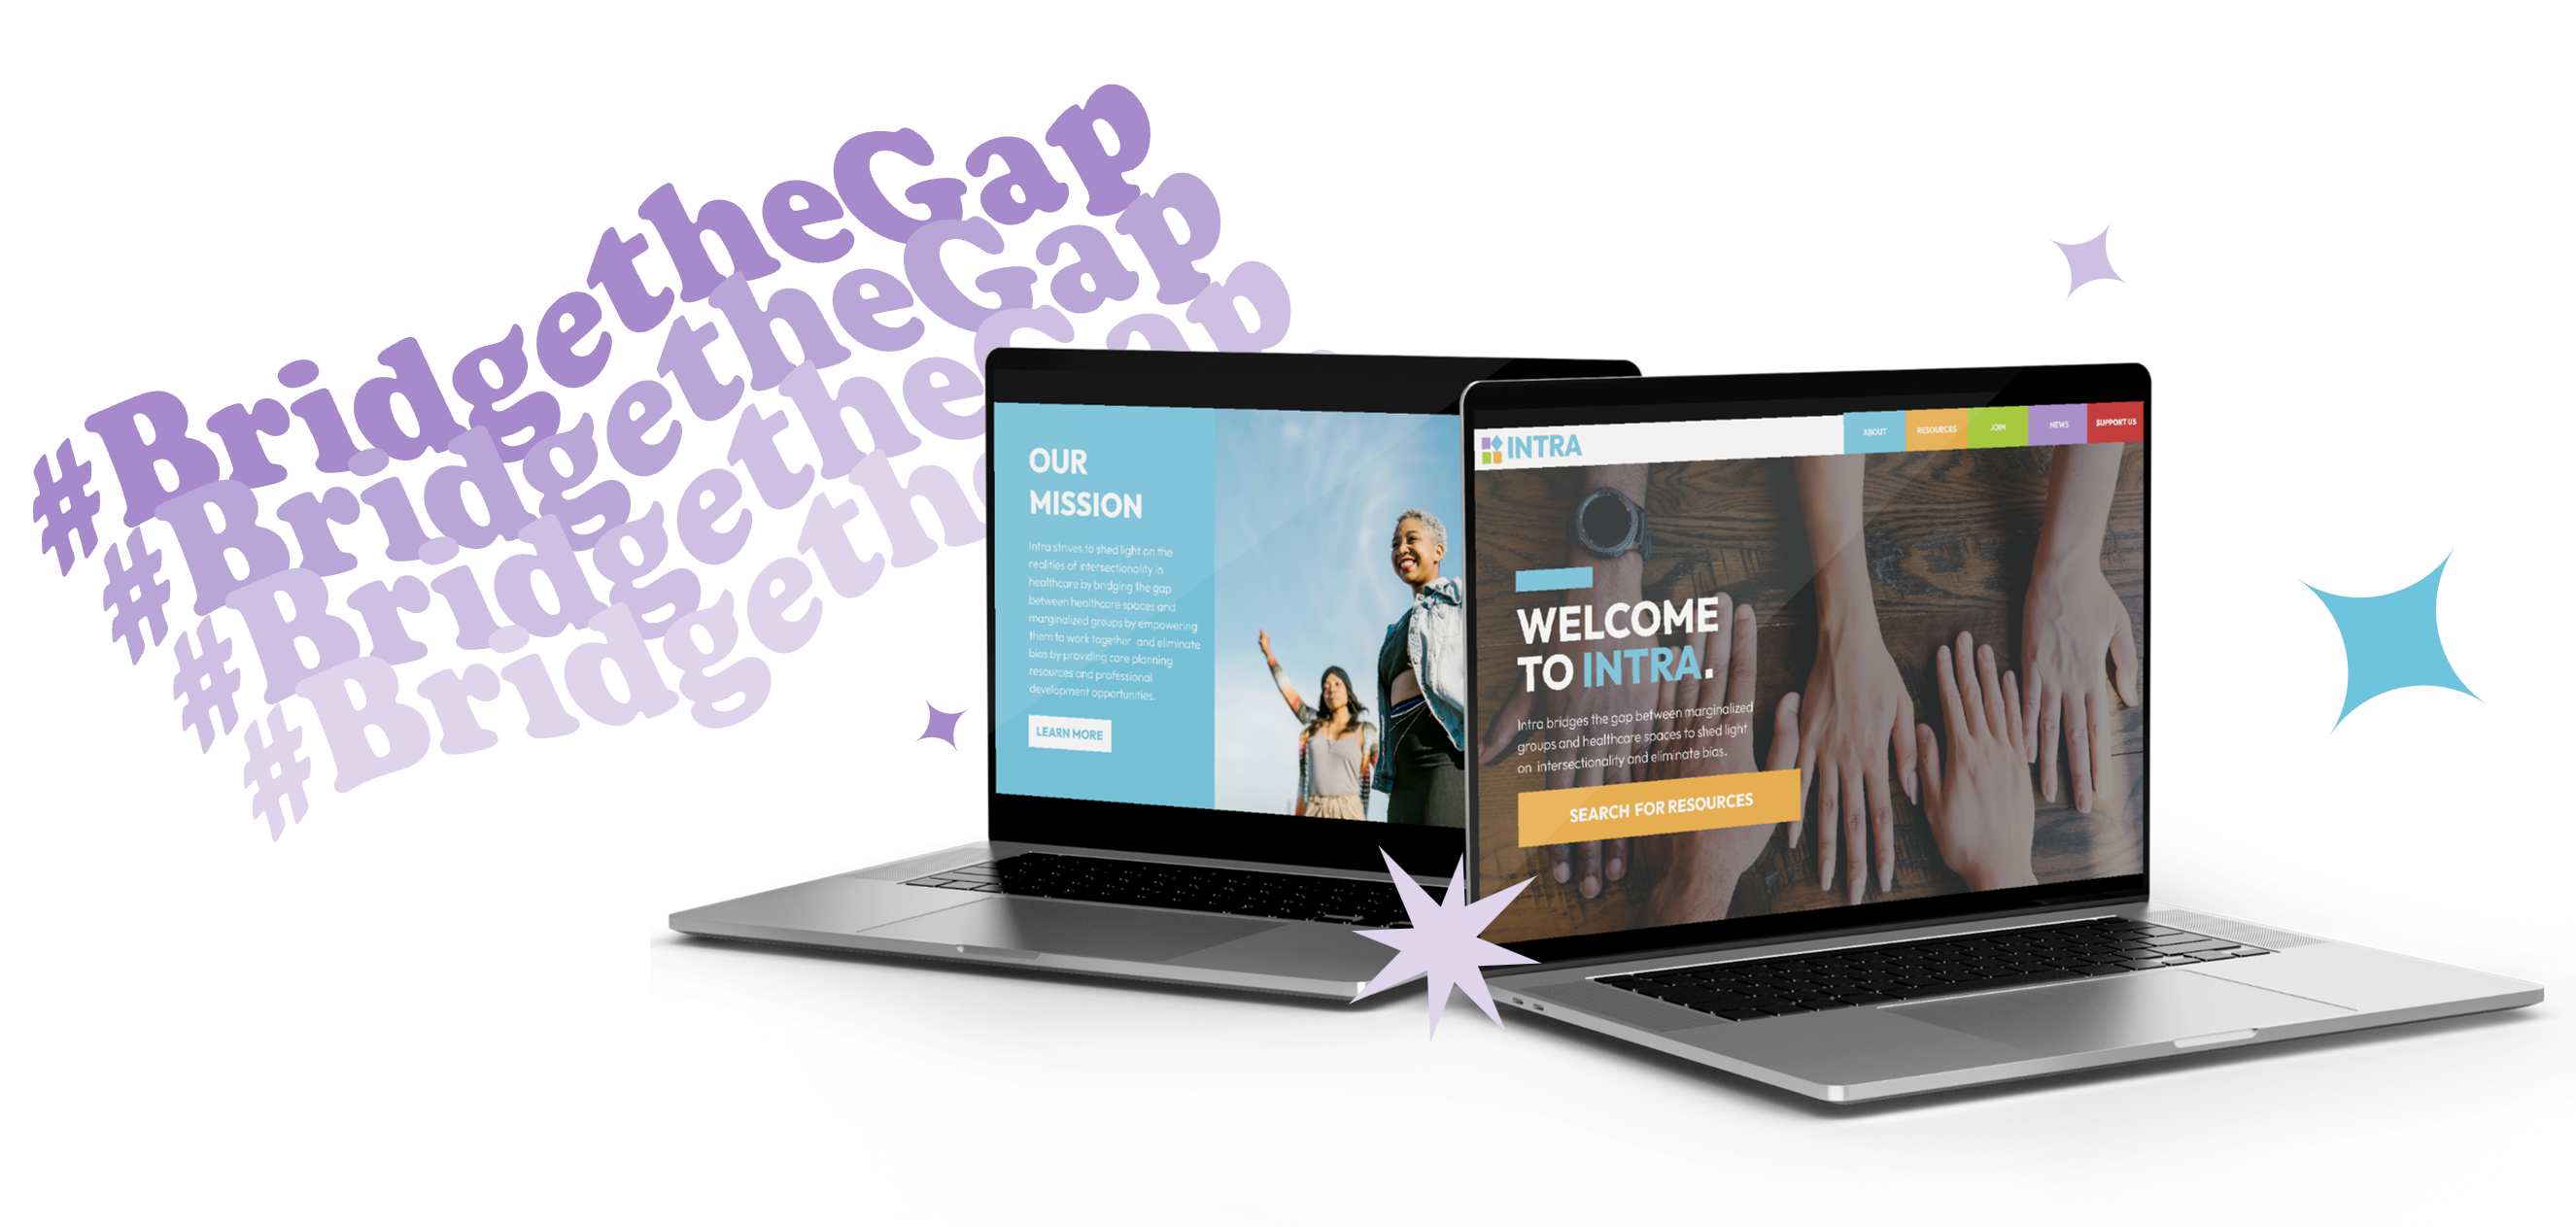 #BridgetheGap
#BridgetheGap
#BridgetheGap
#Bridgethe
OUR
MISSION
Intra strives to shed light on the
realities of intersectionality in
healthcare by bridging the gap
between healthcare spaces and
marginalized groups by empowering
them to work together and eliminate
bias by providing care planning
resources and professional
development opportunities.
LEARN MORE
INTRA
ABOUT
RESOURCES
JOIN
NEWS
SUPPORT US
WELCOME
TO INTRA.
Intra bridges the gap between marginalized
groups and healthcare spaces to shed light
on intersectionality and eliminate bias.
SEARCH FOR RESOURCES